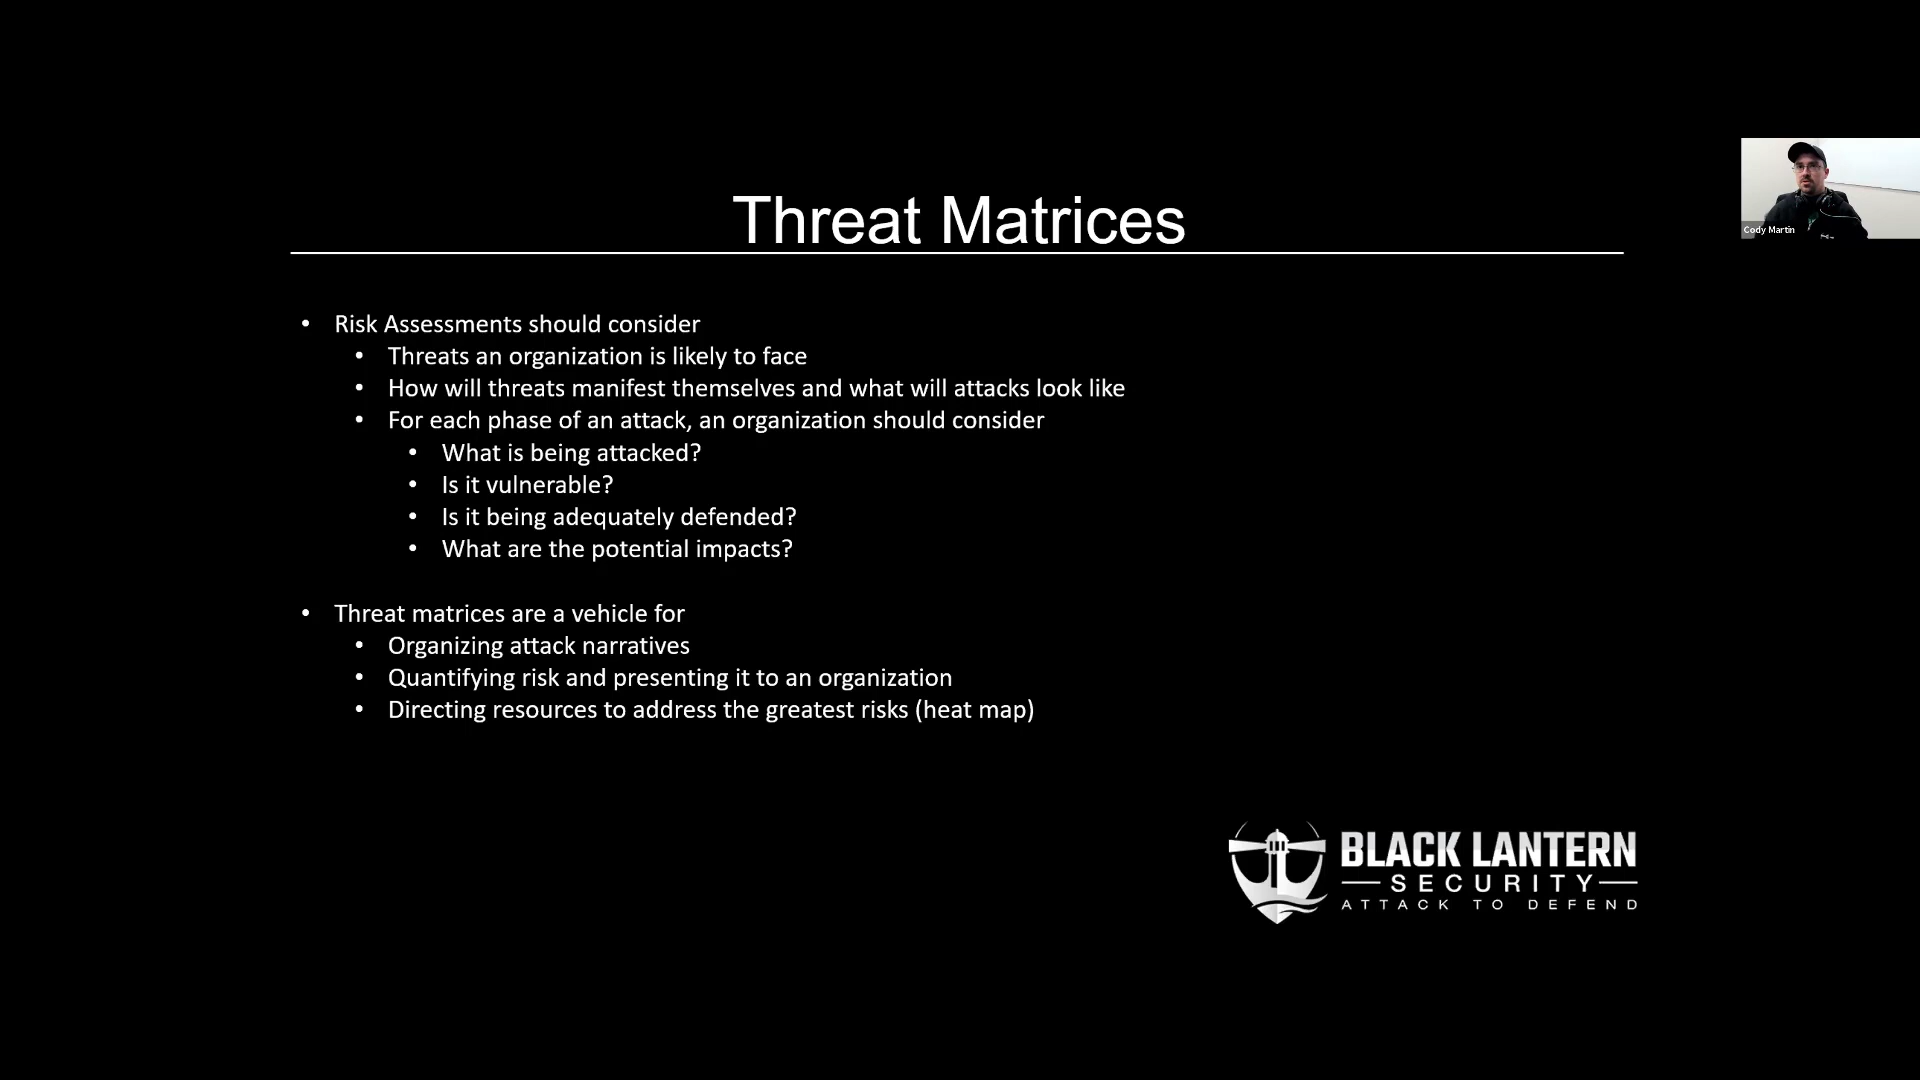 Threat Matrices
Cody Martin
• Risk Assessments should consider
• Threats an organization is likely to face
• How will threats manifest themselves and what will attacks look like
• For each phase of an attack, an organization should consider
• What is being attacked?
• Is it vulnerable?
• Is it being adequately defended?
• What are the potential impacts?
• Threat matrices are a vehicle for
• Organizing attack narratives
• Quantifying risk and presenting it to an organization
• Directing resources to address the greatest risks (heat map)
BLACK LANTERN
SECURITY
ATTACK TO DEFEND